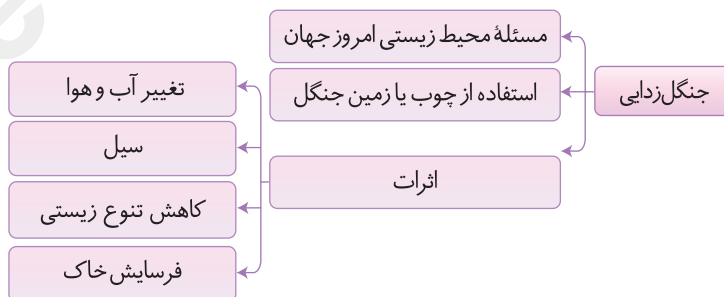 جنگل‌زدایی
مسئلهٔ محیط زیستی امروز جهان
استفاده از چوب یا زمین جنگل
اثرات
تغییر آب و هوا
سیل
کاهش تنوع زیستی
فرسایش خاک